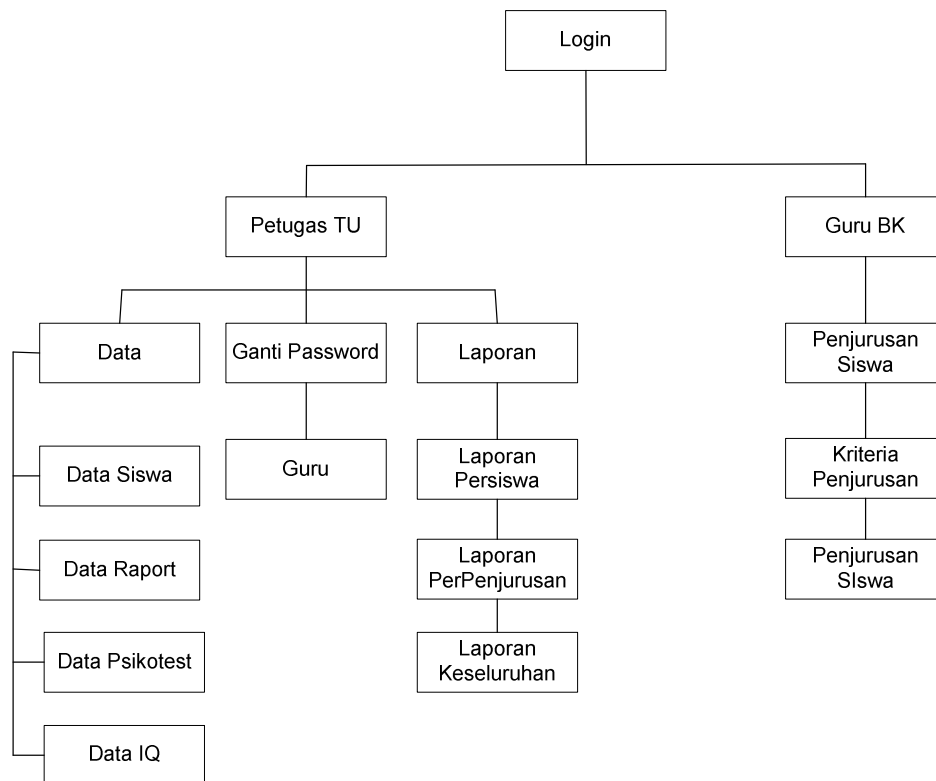 Login
Petugas TU
Guru BK
Data
Ganti Password
Laporan
Penjurusan
Siswa
Data Siswa
Guru
Laporan
Persiswa
Kriteria
Penjurusan
Data Raport
Laporan
PerPenjurusan
Penjurusan
SIswa
Data Psikotest
Laporan
Keseluruhan
Data IQ